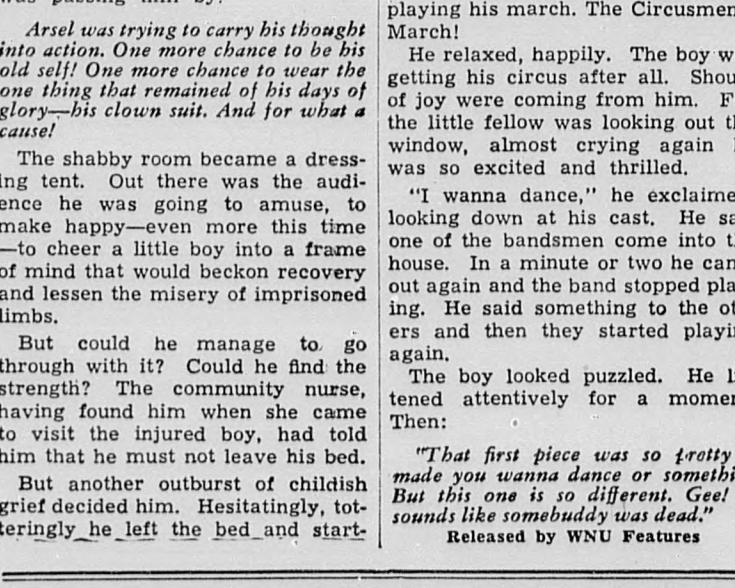 Arsel was trying to carry his thought
into action. One more chance to be his
old self! One more chance to wear the
one thing that remained of his days of
glory—his clown suit. And for what a
cause!
The shabby room became a dress-
ing tent. Out there was the audi-
ence he was going to amuse, to
make happy—even more this time
—to cheer a little boy into a frame
of mind that would beckon recovery
and lessen the misery of imprisoned
limbs.
But could he manage to go
through with it? Could he find the
strength? The community nurse,
having found him when she came
to visit the injured boy, had told
him that he must not leave his bed.
But another outburst of childish
grief decided him. Hesitatingly, tot-
teringly he left the bed and start-
playing his march. The Circusmen
March!
He relaxed, happily. The boy w
getting his circus after all. Shou
of joy were coming from him. F
the little fellow was looking out th
window, almost crying again
was so excited and thrilled.
"I wanna dance," he exclaime
looking down at his cast. He sa
one of the bandsmen come into t
house. In a minute or two he cam
out again and the band stopped pla
ing. He said something to the ot
ers and then they started playin
again.
The boy looked puzzled. He li
tened attentively for a momen
Then:
"That first piece was so pretty
made you wanna dance or somethi
But this one is so different. Gee!
sounds like somebuddy was dead."
Released by WNU Features